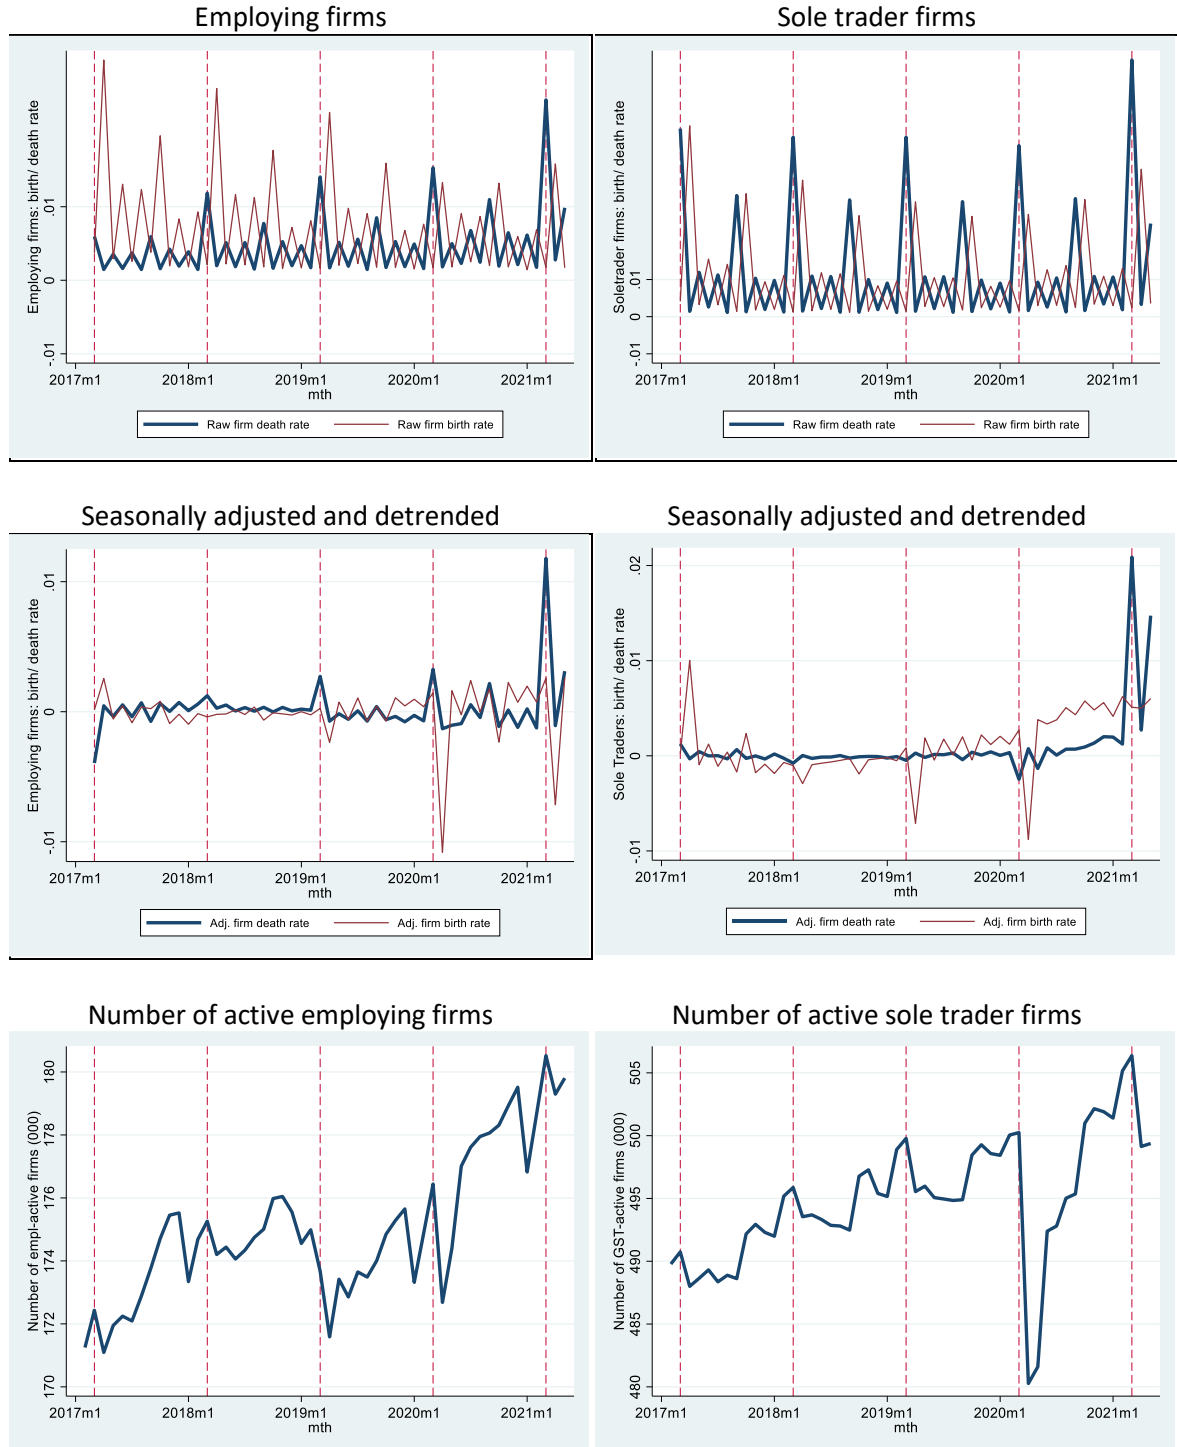 Employing firms
Sole trader firms
Employing firms: birth/ death rate
.01
0
-.01
2017m1 2018m1 2019m1 2020m1 2021m1
mth
Raw firm death rate Raw firm birth rate
Soletrader firms: birth/ death rate
.01
0
-.01
2017m1 2018m1 2019m1 2020m1 2021m1
mth
Raw firm death rate Raw firm birth rate
Seasonally adjusted and detrended
Seasonally adjusted and detrended
Employing firms: birth/ death rate
.01
0
-.01
2017m1 2018m1 2019m1 2020m1 2021m1
mth
Adj. firm death rate Adj. firm birth rate
Sole Traders: birth/ death rate
.02
.01
0
-.01
2017m1 2018m1 2019m1 2020m1 2021m1
mth
Adj. firm death rate Adj. firm birth rate
Number of active employing firms
Number of active sole trader firms
Number of empl-active firms (000)
180
178
176
174
172
170
2017m1 2018m1 2019m1 2020m1 2021m1
mth
Number of GST-active firms (000)
505
500
495
490
485
480
2017m1 2018m1 2019m1 2020m1 2021m1
mth